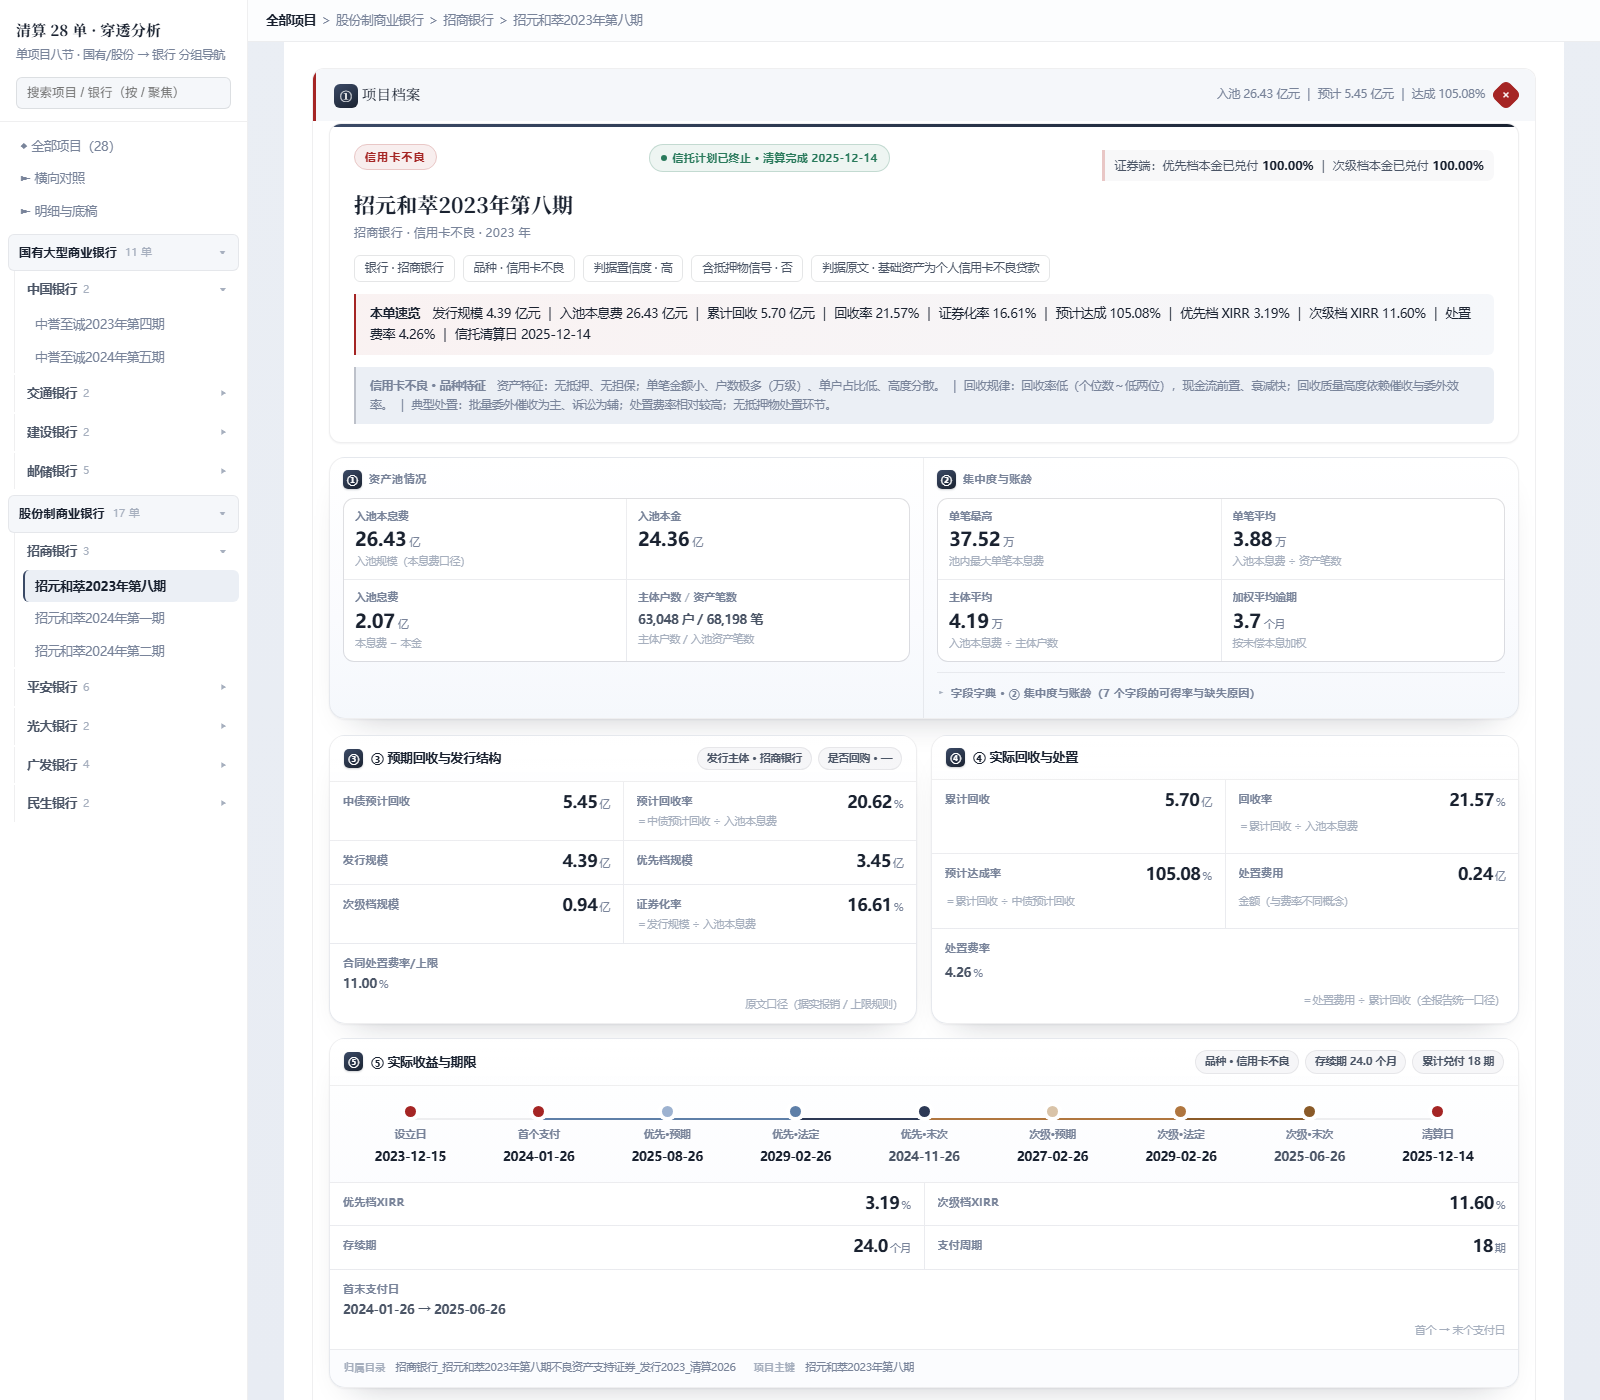 清算 28 单 · 穿透分析
单项目八节 · 国有/股份 → 银行 分组导航
搜索项目 / 银行（按 / 聚焦）
◆ 全部项目（28）
► 横向对照
► 明细与底稿
国有大型商业银行 11 单
中国银行 2
中誉至诚2023年第四期
中誉至诚2024年第五期
交通银行 2
建设银行 2
邮储银行 5
股份制商业银行 17 单
招商银行 3
招元和萃2023年第八期
招元和萃2024年第一期
招元和萃2024年第二期
平安银行 6
光大银行 2
广发银行 4
民生银行 2
全部项目 > 股份制商业银行 > 招商银行 > 招元和萃2023年第八期
① 项目档案
入池 26.43 亿元 | 预计 5.45 亿元 | 达成 105.08%
信用卡不良
● 信托计划已终止 • 清算完成 2025-12-14
证券端：优先档本金已兑付 100.00% | 次级档本金已兑付 100.00%
招元和萃2023年第八期
招商银行 · 信用卡不良 · 2023 年
银行 · 招商银行
品种 · 信用卡不良
判据置信度 · 高
含抵押物信号 · 否
判据原文 · 基础资产为个人信用卡不良贷款
本单速览 发行规模 4.39 亿元 | 入池本息费 26.43 亿元 | 累计回收 5.70 亿元 | 回收率 21.57% | 证券化率 16.61% | 预计达成 105.08% | 优先档 XIRR 3.19% | 次级档 XIRR 11.60% | 处置
费率 4.26% | 信托清算日 2025-12-14
信用卡不良 • 品种特征 资产特征：无抵押、无担保；单笔金额小、户数极多（万级）、单户占比低、高度分散。 | 回收规律：回收率低（个位数~低两位），现金流前置、衰减快；回收质量高度依赖催收与委外效
率。 | 典型处置：批量委外催收为主、诉讼为辅；处置费率相对较高；无抵押物处置环节。
① 资产池情况
入池本息费
26.43 亿
入池规模（本息费口径）
入池本金
24.36 亿
入池息费
2.07 亿
本息费 − 本金
主体户数 / 资产笔数
63,048 户 / 68,198 笔
主体户数 / 入池资产笔数
② 集中度与账龄
单笔最高
37.52 万
池内最大单笔本息费
单笔平均
3.88 万
入池本息费 ÷ 资产笔数
主体平均
4.19 万
入池本息费 ÷ 主体户数
加权平均逾期
3.7 个月
按未偿本息加权
字段字典 • ② 集中度与账龄（7 个字段的可得率与缺失原因）
③ ③ 预期回收与发行结构
发行主体 • 招商银行
是否回购 • —
中债预计回收 5.45 亿
预计回收率 20.62 %
= 中债预计回收 ÷ 入池本息费
发行规模 4.39 亿
优先档规模 3.45 亿
次级档规模 0.94 亿
证券化率 16.61 %
= 发行规模 ÷ 入池本息费
合同处置费率/上限
11.00 %
原文口径（据实报销 / 上限规则）
④ ④ 实际回收与处置
累计回收 5.70 亿
回收率 21.57 %
= 累计回收 ÷ 入池本息费
预计达成率 105.08 %
= 累计回收 ÷ 中债预计回收
处置费用 0.24 亿
金额（与费率不同概念）
处置费率
4.26 %
= 处置费用 ÷ 累计回收（全报告统一口径）
⑤ ⑤ 实际收益与期限
品种 • 信用卡不良
存续期 24.0 个月
累计兑付 18 期
设立日 首个支付 优先•预期 优先•法定 优先•末次 次级•预期 次级•法定 次级•末次 清算日
2023-12-15 2024-01-26 2025-08-26 2029-02-26 2024-11-26 2027-02-26 2029-02-26 2025-06-26 2025-12-14
优先档XIRR 3.19 %
次级档XIRR 11.60 %
存续期 24.0 个月
支付周期 18 期
首末支付日
2024-01-26 → 2025-06-26
首个 → 末个支付日
归属目录 招商银行_招元和萃2023年第八期不良资产支持证券_发行2023_清算2026 项目主键 招元和萃2023年第八期